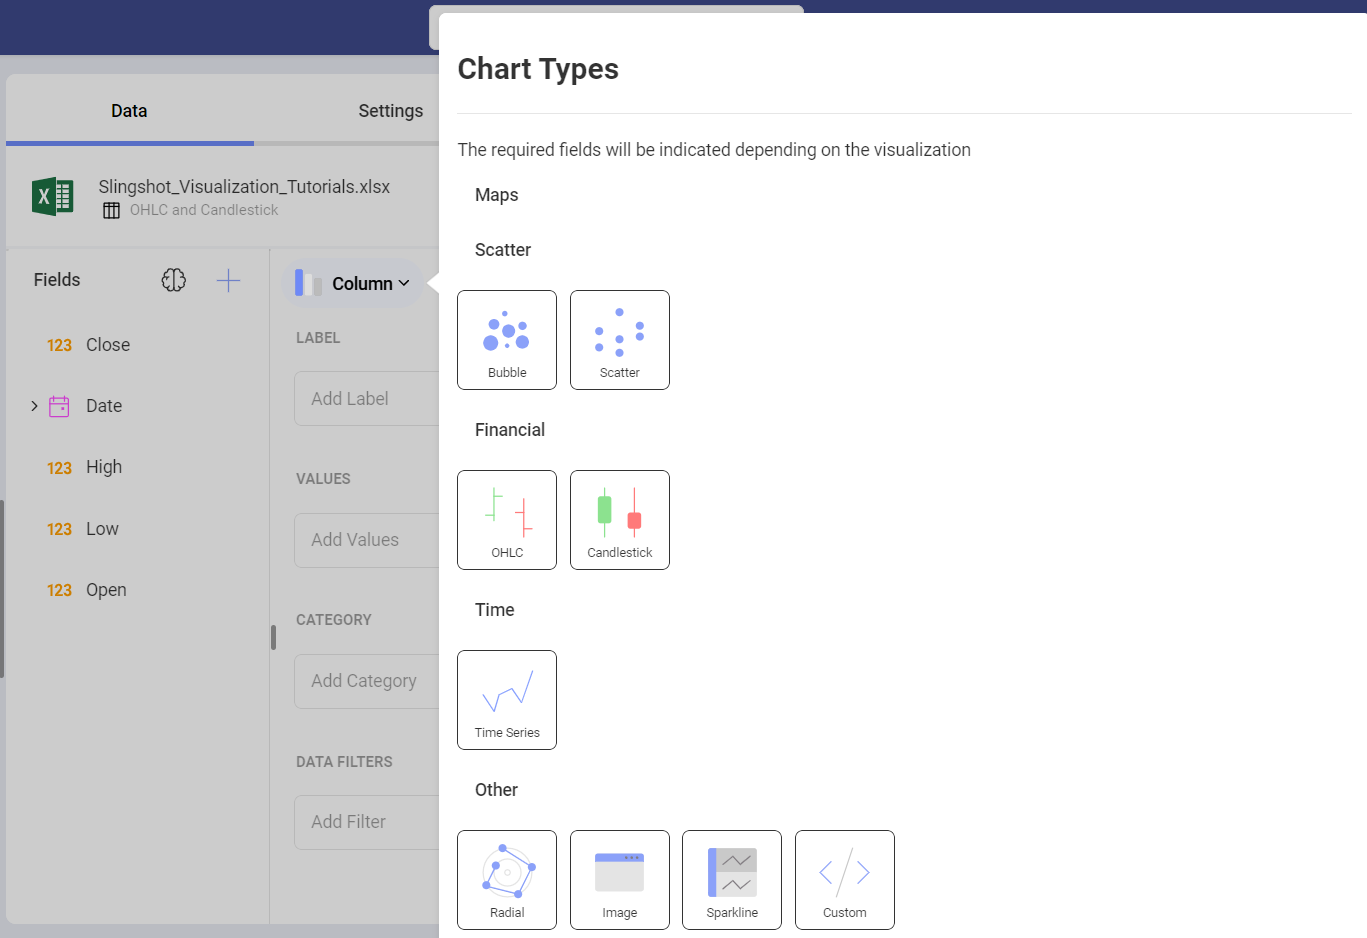 Data
Settings
Slingshot_Visualization_Tutorials.xlsx
OHLC and Candlestick
Fields
123 Close
Date
123 High
123 Low
123 Open
Column
LABEL
Add Label
VALUES
Add Values
CATEGORY
Add Category
DATA FILTERS
Add Filter
Chart Types
The required fields will be indicated depending on the visualization
Maps
Scatter
Bubble
Scatter
Financial
OHLC
Candlestick
Time
Time Series
Other
Radial
Image
Sparkline
Custom